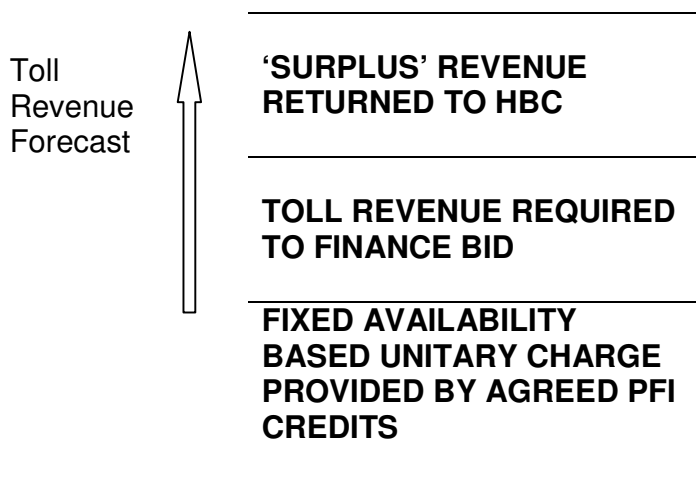 Toll
Revenue
Forecast
‘SURPLUS’ REVENUE
RETURNED TO HBC
TOLL REVENUE REQUIRED
TO FINANCE BID
FIXED AVAILABILITY
BASED UNITARY CHARGE
PROVIDED BY AGREED PFI
CREDITS